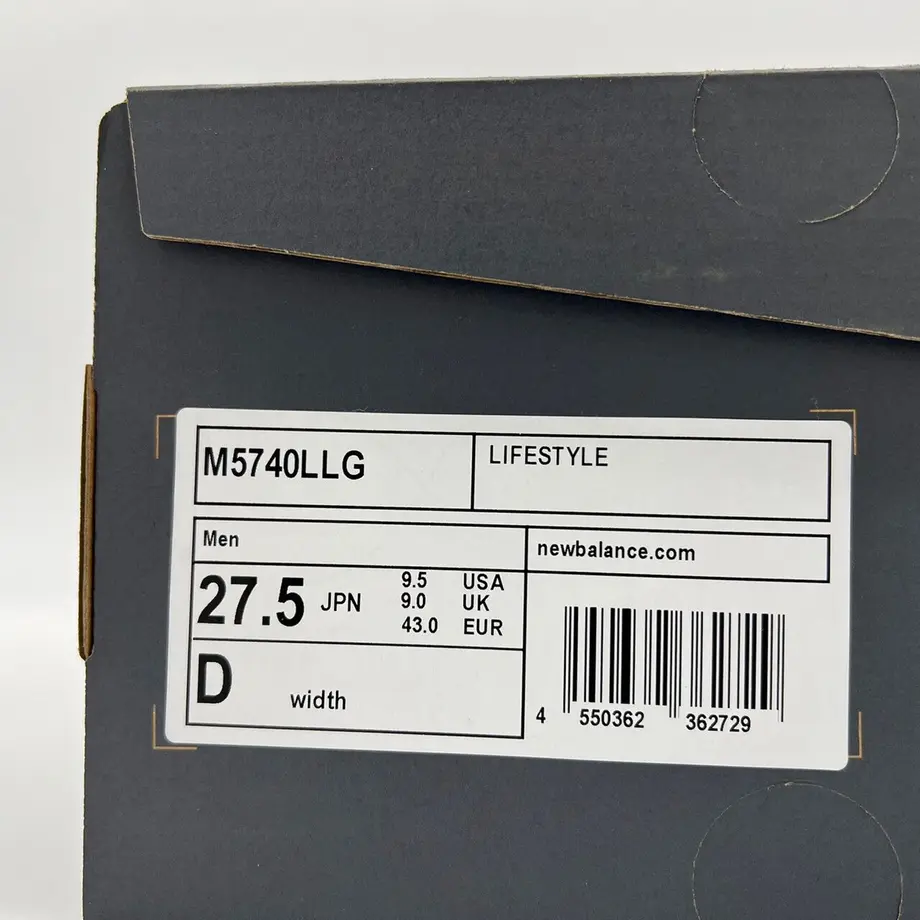 M5740LLG
LIFESTYLE
Men
newbalance.com
27.5 JPN
9.5 USA
9.0 UK
43.0 EUR
D width
4 550362 362729